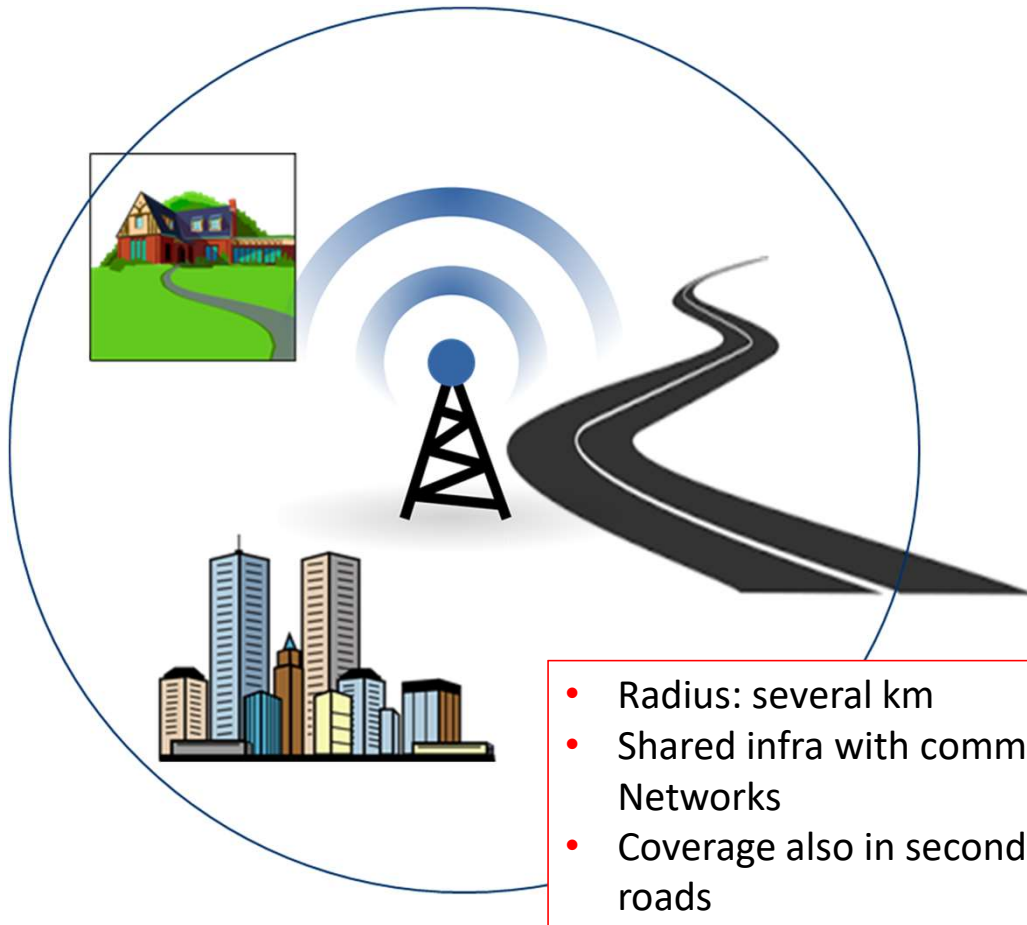 • Radius: several km
• Shared infra with comm
Networks
• Coverage also in second
roads